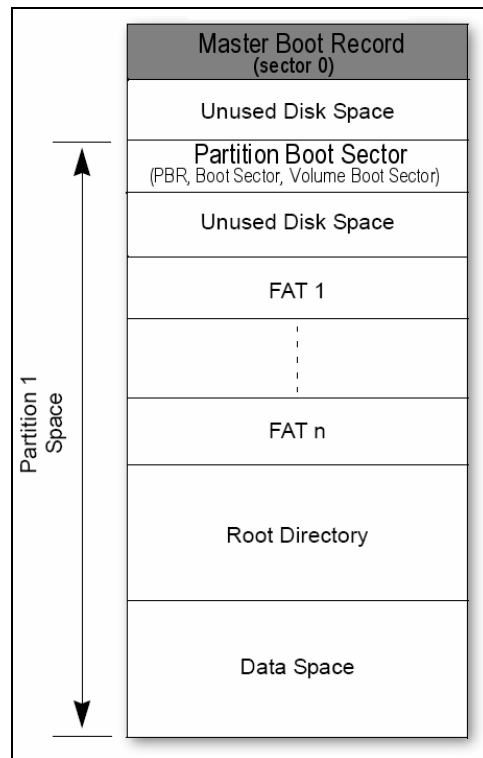 Master Boot Record
(sector 0)
Unused Disk Space
Partition Boot Sector
(PBR, Boot Sector, Volume Boot Sector)
Unused Disk Space
FAT 1
FAT n
Root Directory
Data Space
Partition 1
Space